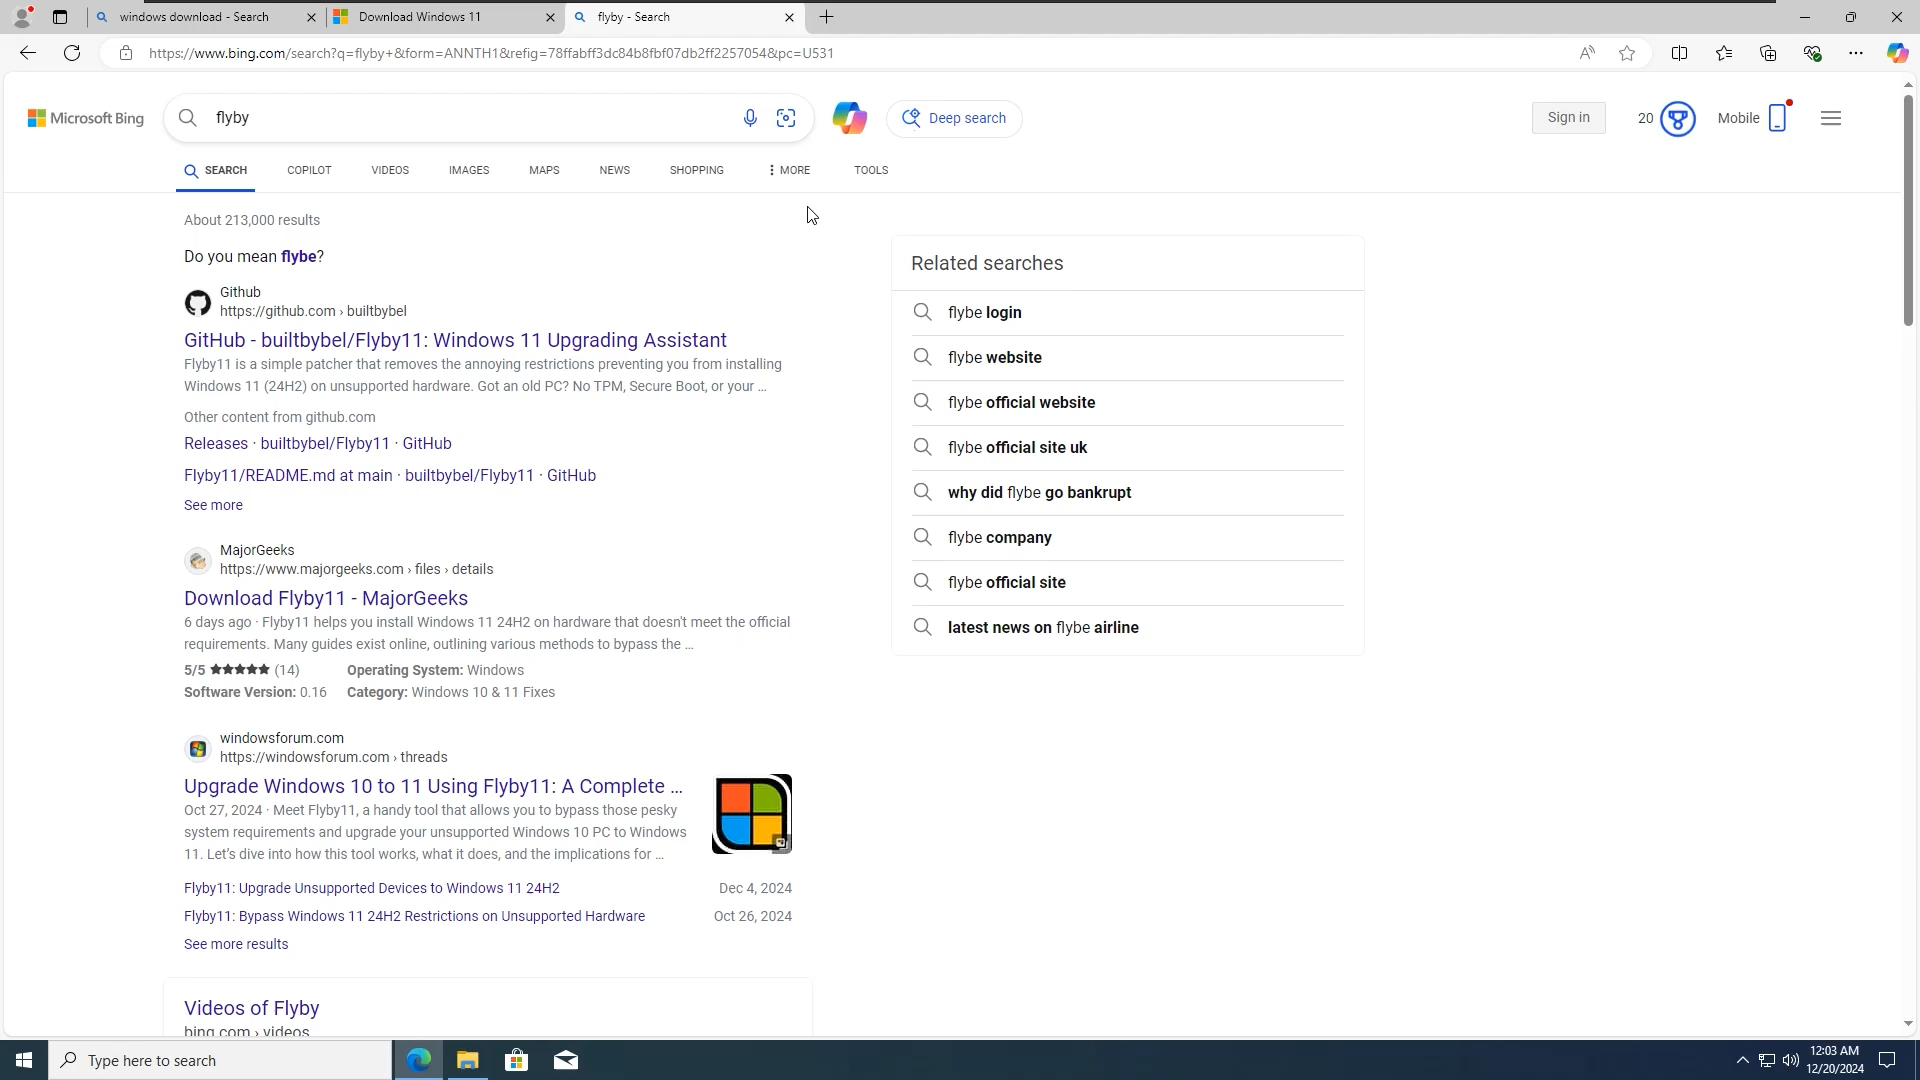 windows download - Search
Download Windows 11
flyby - Search
https://www.bing.com/search?q=flyby+&form=ANNTH1&refig=78ffabff3dc84b8fbf07db2ff2257054&pc=U531
Microsoft Bing
flyby
Deep search
Sign in
20
Mobile
SEARCH
COPILOT
VIDEOS
IMAGES
MAPS
NEWS
SHOPPING
MORE
TOOLS
About 213,000 results
Do you mean flybe?
Github
https://github.com › builtbybel
GitHub - builtbybel/Flyby11: Windows 11 Upgrading Assistant
Flyby11 is a simple patcher that removes the annoying restrictions preventing you from installing
Windows 11 (24H2) on unsupported hardware. Got an old PC? No TPM, Secure Boot, or your ...
Other content from github.com
Releases · builtbybel/Flyby11 · GitHub
Flyby11/README.md at main · builtbybel/Flyby11 · GitHub
See more
MajorGeeks
https://www.majorgeeks.com › files › details
Download Flyby11 - MajorGeeks
6 days ago · Flyby11 helps you install Windows 11 24H2 on hardware that doesn't meet the official
requirements. Many guides exist online, outlining various methods to bypass the ...
5/5 ★★★★★ (14)
Operating System: Windows
Software Version: 0.16
Category: Windows 10 & 11 Fixes
windowsforum.com
https://windowsforum.com › threads
Upgrade Windows 10 to 11 Using Flyby11: A Complete ...
Oct 27, 2024 · Meet Flyby11, a handy tool that allows you to bypass those pesky
system requirements and upgrade your unsupported Windows 10 PC to Windows
11. Let's dive into how this tool works, what it does, and the implications for ...
Flyby11: Upgrade Unsupported Devices to Windows 11 24H2
Dec 4, 2024
Flyby11: Bypass Windows 11 24H2 Restrictions on Unsupported Hardware
Oct 26, 2024
See more results
Videos of Flyby
bing.com › videos
Related searches
flybe login
flybe website
flybe official website
flybe official site uk
why did flybe go bankrupt
flybe company
flybe official site
latest news on flybe airline
Type here to search
12:03 AM
12/20/2024